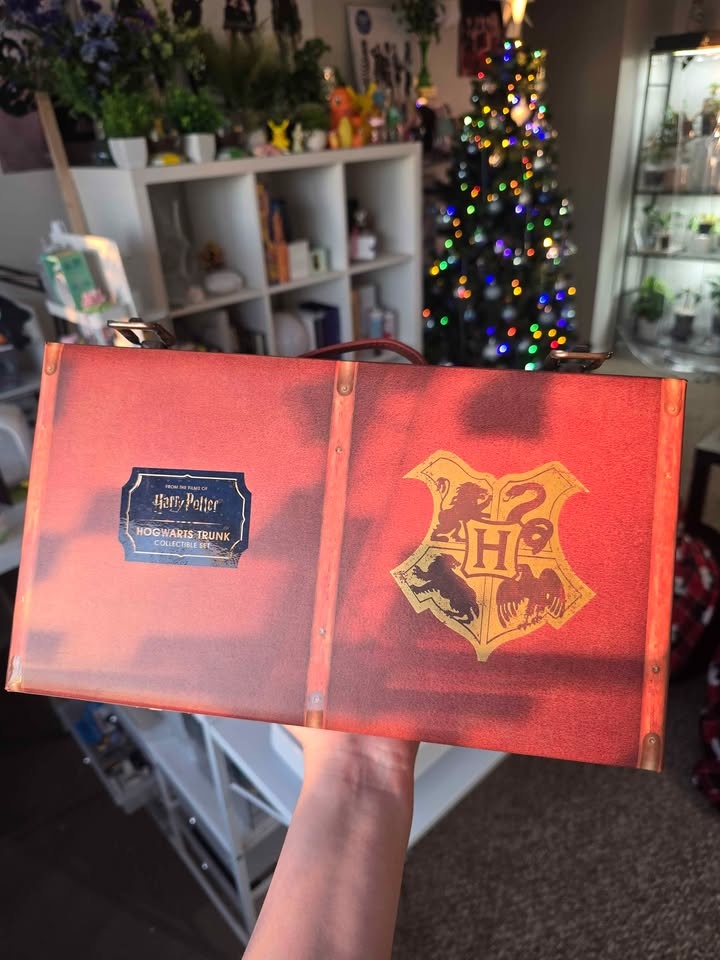 FROM THE FILMS OF
Harry Potter
HOGWARTS TRUNK
COLLECTIBLE SET
H